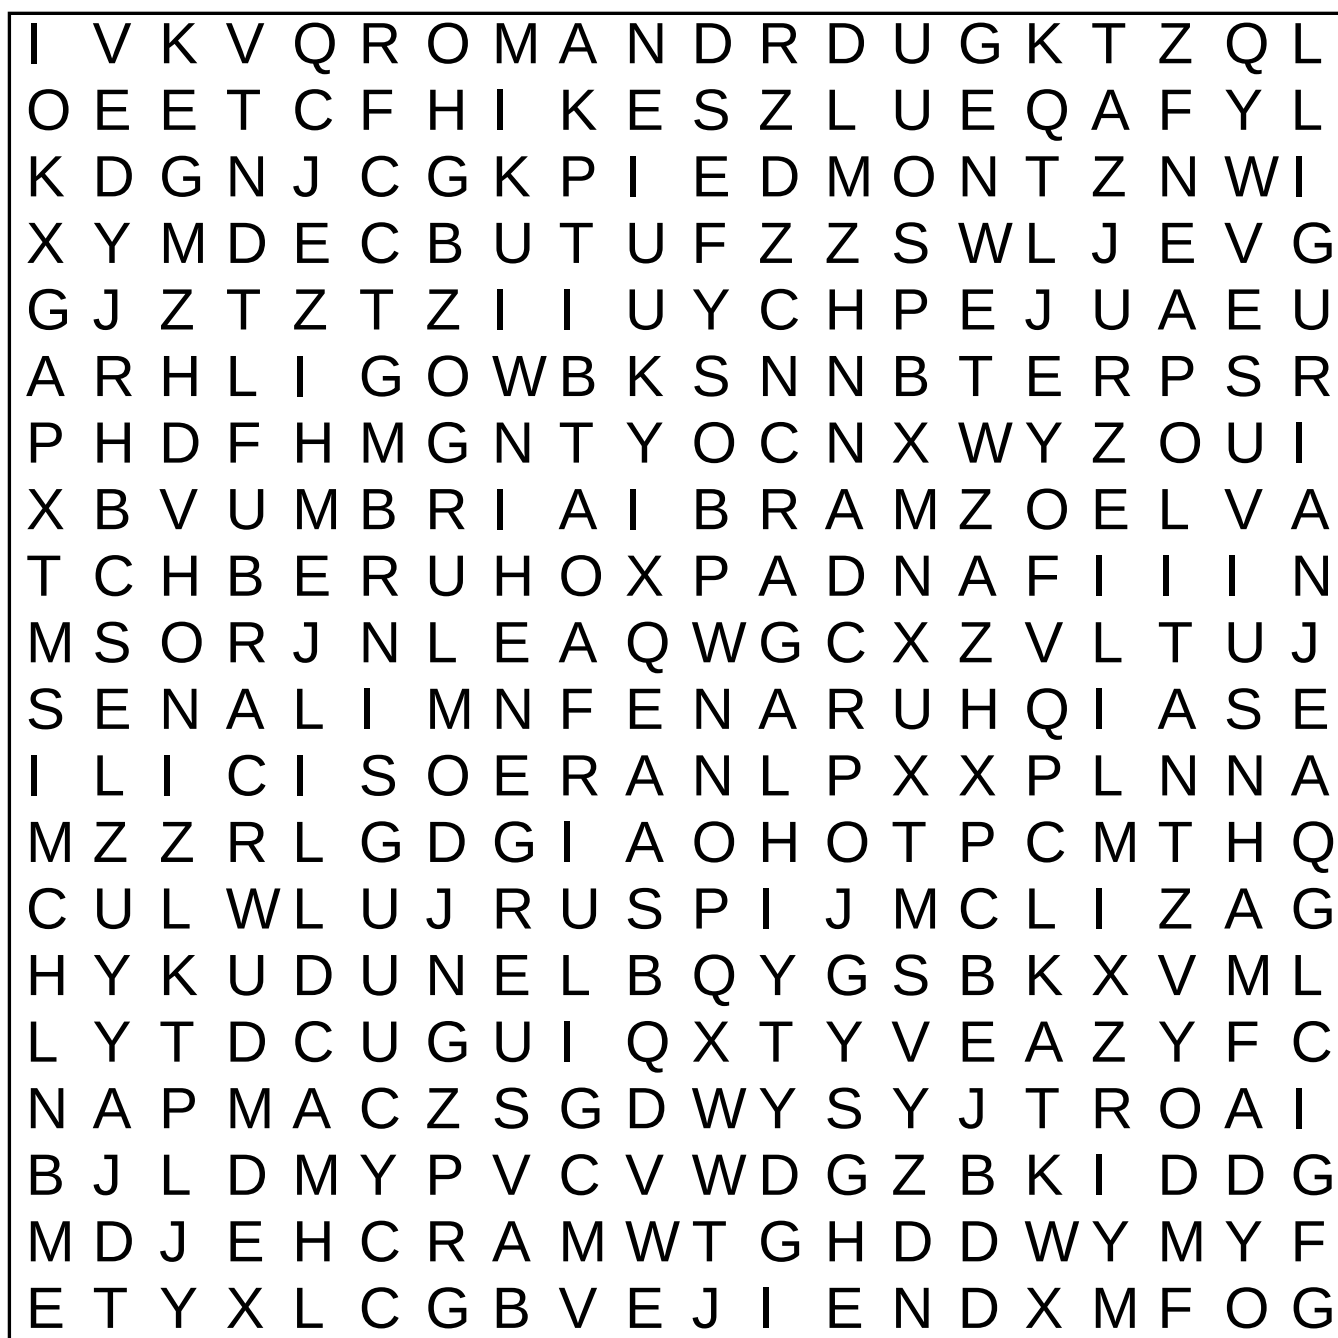 I V K V Q R O M A N D R D U G K T Z Q L
O E E T C F H I K E S Z L U E Q A F Y L
K D G N J C G K P I E D M O N T Z N W I
X Y M D E C B U T U F Z Z S W L J E V G
G J Z T Z T Z I I U Y C H P E J U A E U
A R H L I G O W B K S N N B T E R P S R
P H D F H M G N T Y O C N X W Y Z O U I
X B V U M B R I A I B R A M Z O E L V A
T C H B E R U H O X P A D N A F I I I N
M S O R J N L E A Q W G C X Z V L T U J
S E N A L I M N F E N A R U H Q I A S E
I L I C I S O E R A N L P X X P L N N A
M Z Z R L G D G I A O H O T P C M T H Q
C U L W L U J R U S P I J M C L I Z A G
H Y K U D U N E L B Q Y G S B K X V M L
L Y T D C U G U I Q X T Y V E A Z Y F C
N A P M A C Z S G D W Y S Y J T R O A I
B J L D M Y P V C V W D G Z B K I D D G
M D J E H C R A M W T G H D D W Y M Y F
E T Y X L C G B V E J I E N D X M F O G